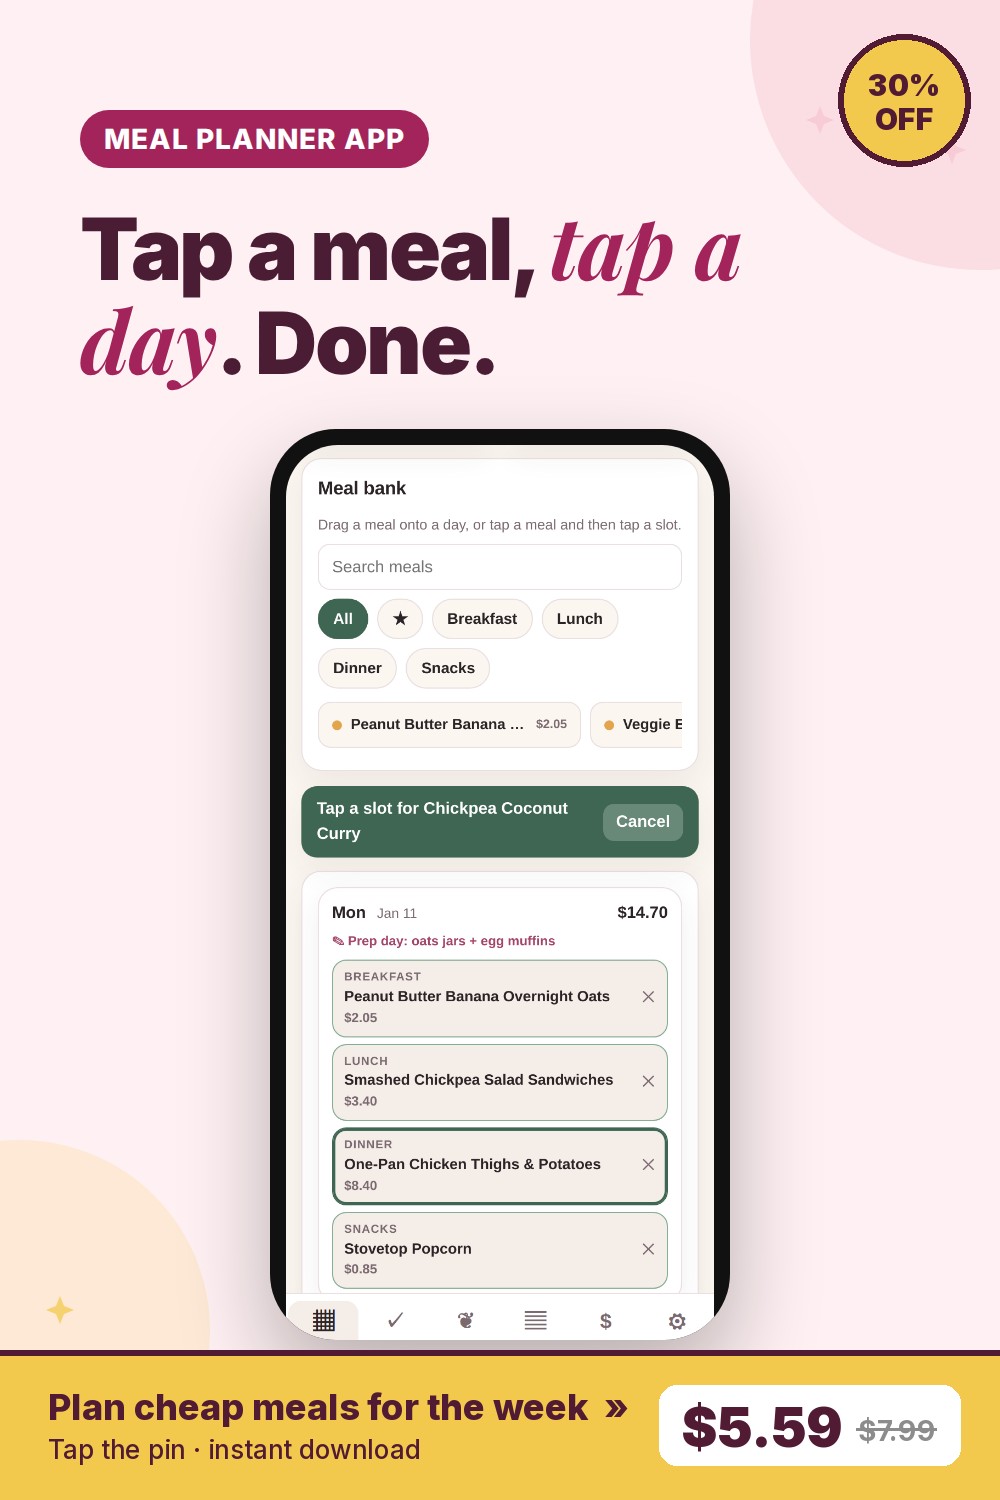 30%
OFF
MEAL PLANNER APP
Tap a meal, tap a
day. Done.
Meal bank
Drag a meal onto a day, or tap a meal and then tap a slot.
Search meals
All ★ Breakfast Lunch
Dinner Snacks
Peanut Butter Banana ... $2.05 Veggie
Tap a slot for Chickpea Coconut
Curry
Cancel
Mon Jan 11 $14.70
✎ Prep day: oats jars + egg muffins
BREAKFAST
Peanut Butter Banana Overnight Oats
$2.05
LUNCH
Smashed Chickpea Salad Sandwiches
$3.40
DINNER
One-Pan Chicken Thighs & Potatoes
$8.40
SNACKS
Stovetop Popcorn
$0.85
$
Plan cheap meals for the week »
Tap the pin · instant download
$5.59 $7.99